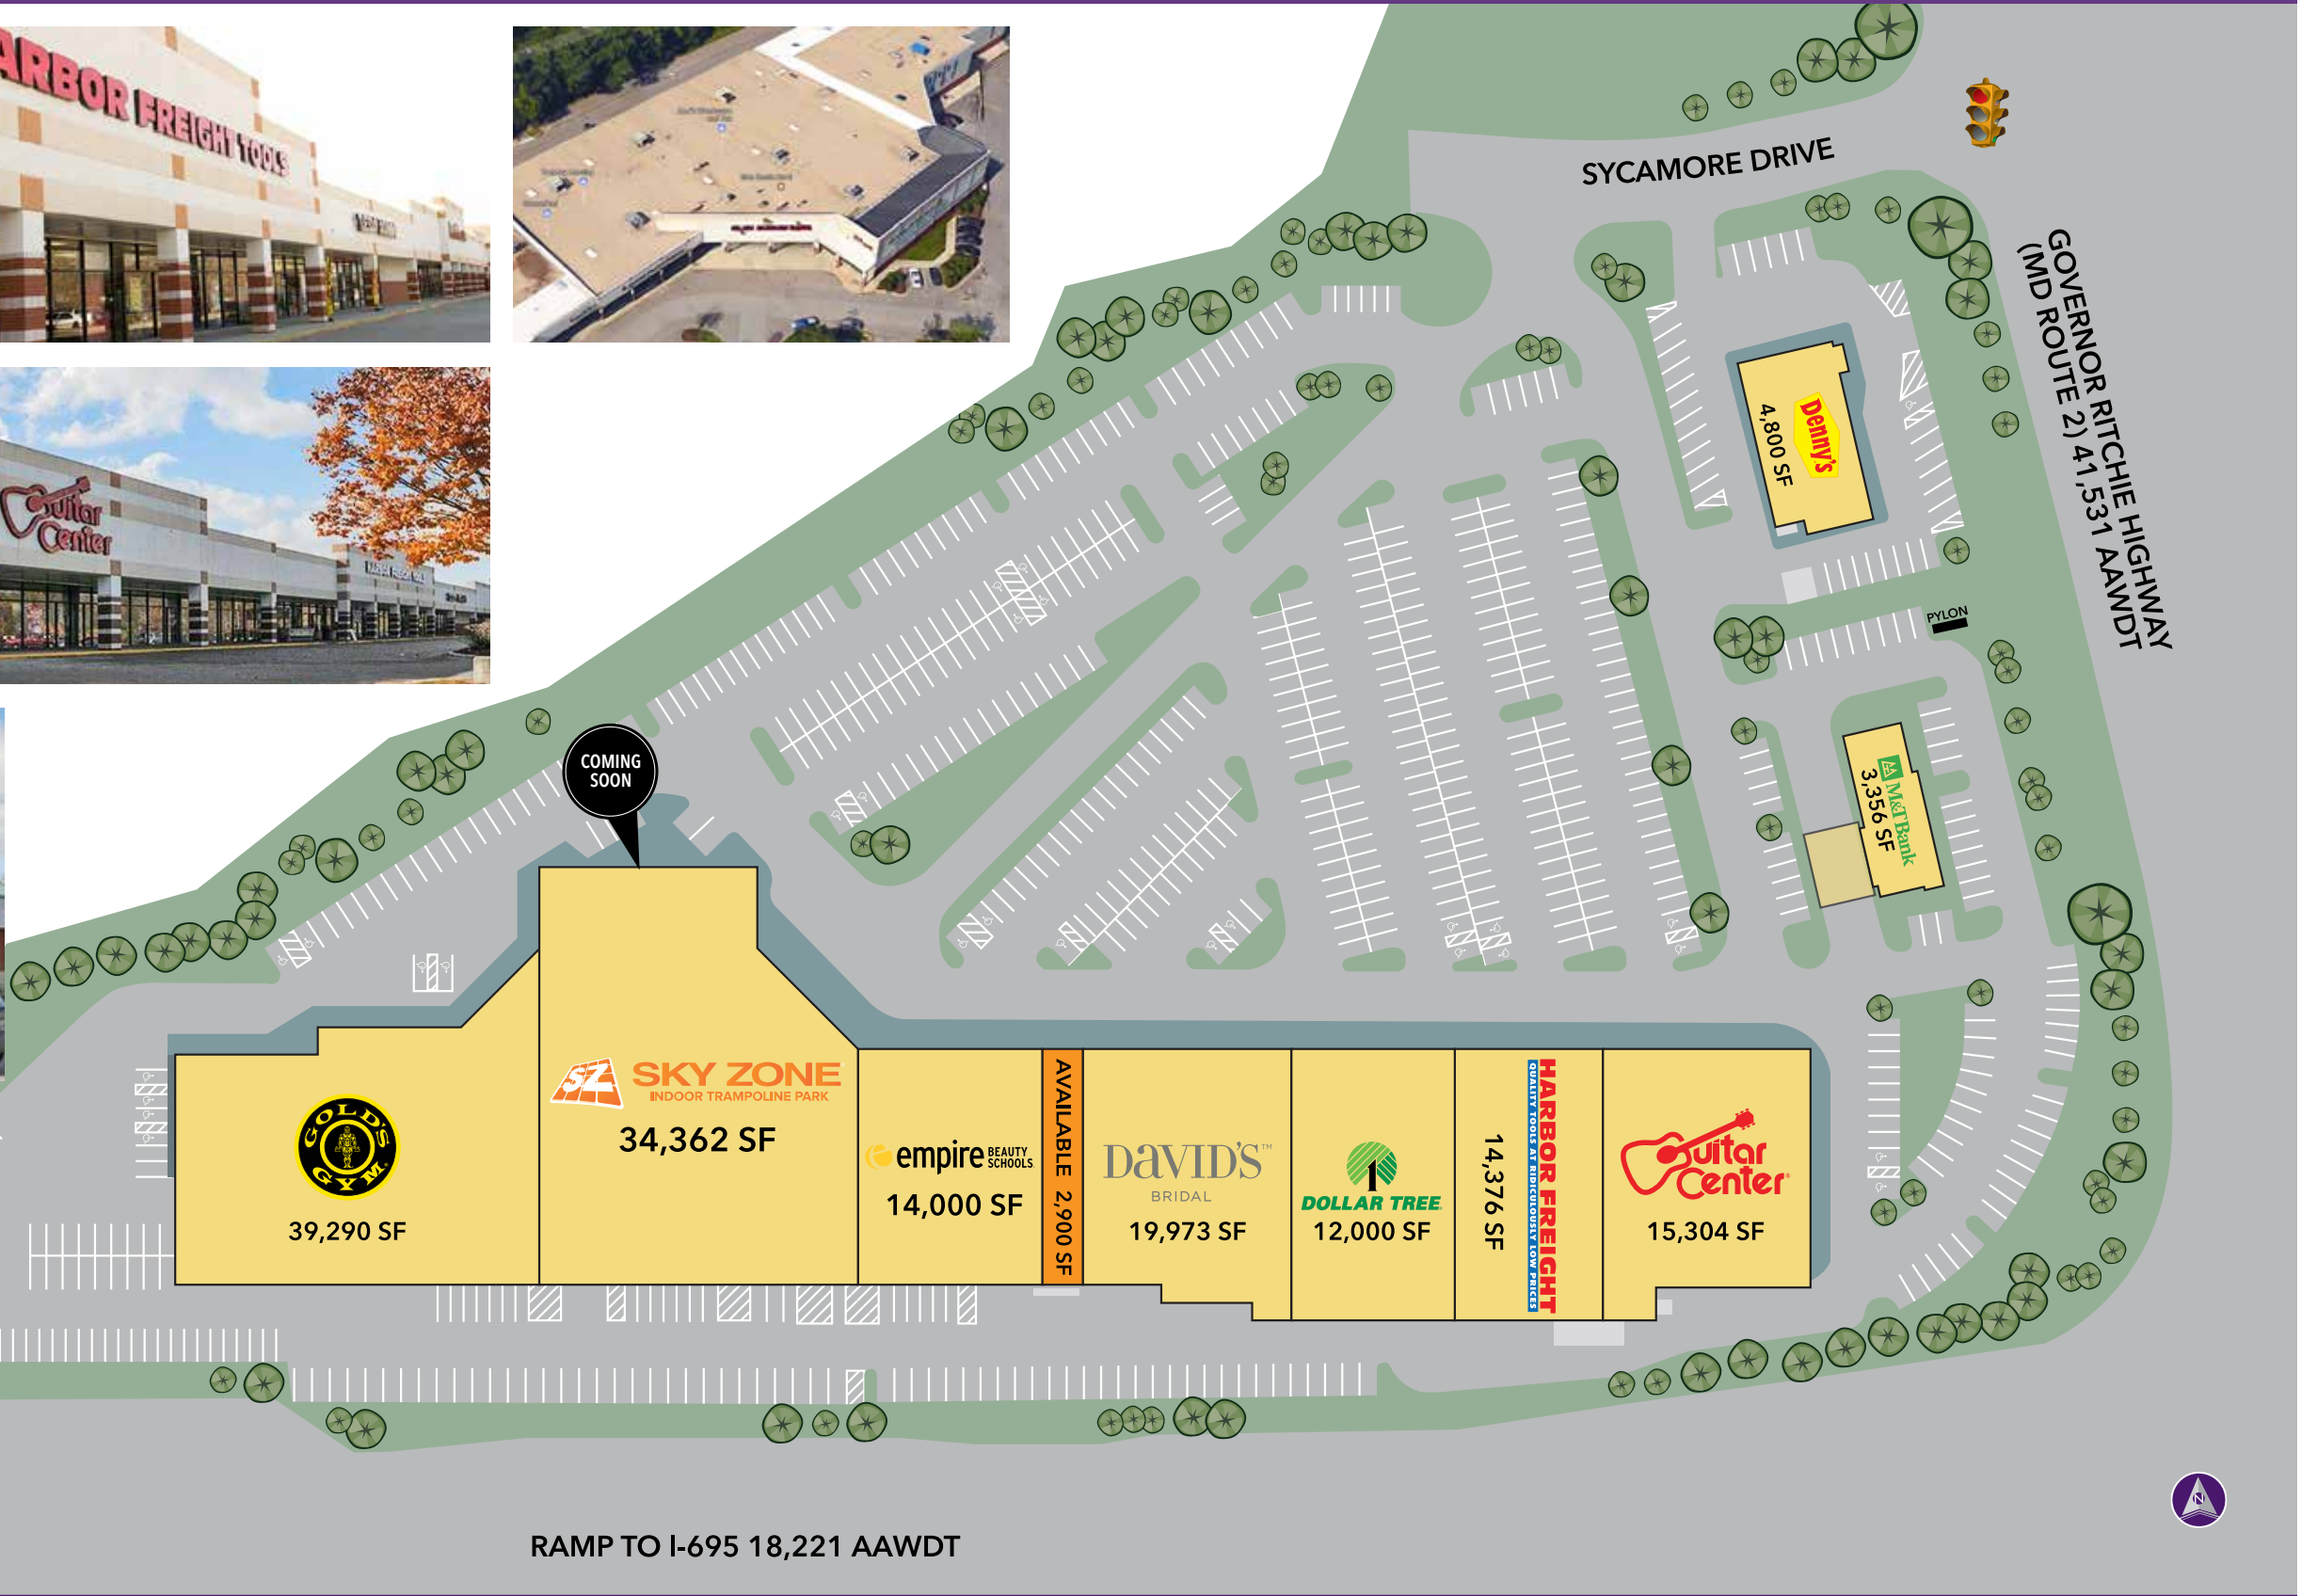 ARBOR FREIGHT TOOLS
Guitar
Center
SYCAMORE DRIVE
GOVERNOR RITCHIE HIGHWAY
(MD ROUTE 2) 41,531 AAWDT
Denny's
4,800 SF
PYLON
M&T Bank
3,356 SF
COMING
SOON
GOLD'S
GYM
39,290 SF
SZ
SKY ZONE
INDOOR TRAMPOLINE PARK
34,362 SF
empire BEAUTY
SCHOOLS
14,000 SF
AVAILABLE 2,900 SF
DAVID'S™
BRIDAL
19,973 SF
1
DOLLAR TREE
12,000 SF
14,376 SF
HARBOR FREIGHT
QUALITY TOOLS AT RIDICULOUSLY LOW PRICES
Guitar
Center
15,304 SF
RAMP TO I-695 18,221 AAWDT
N